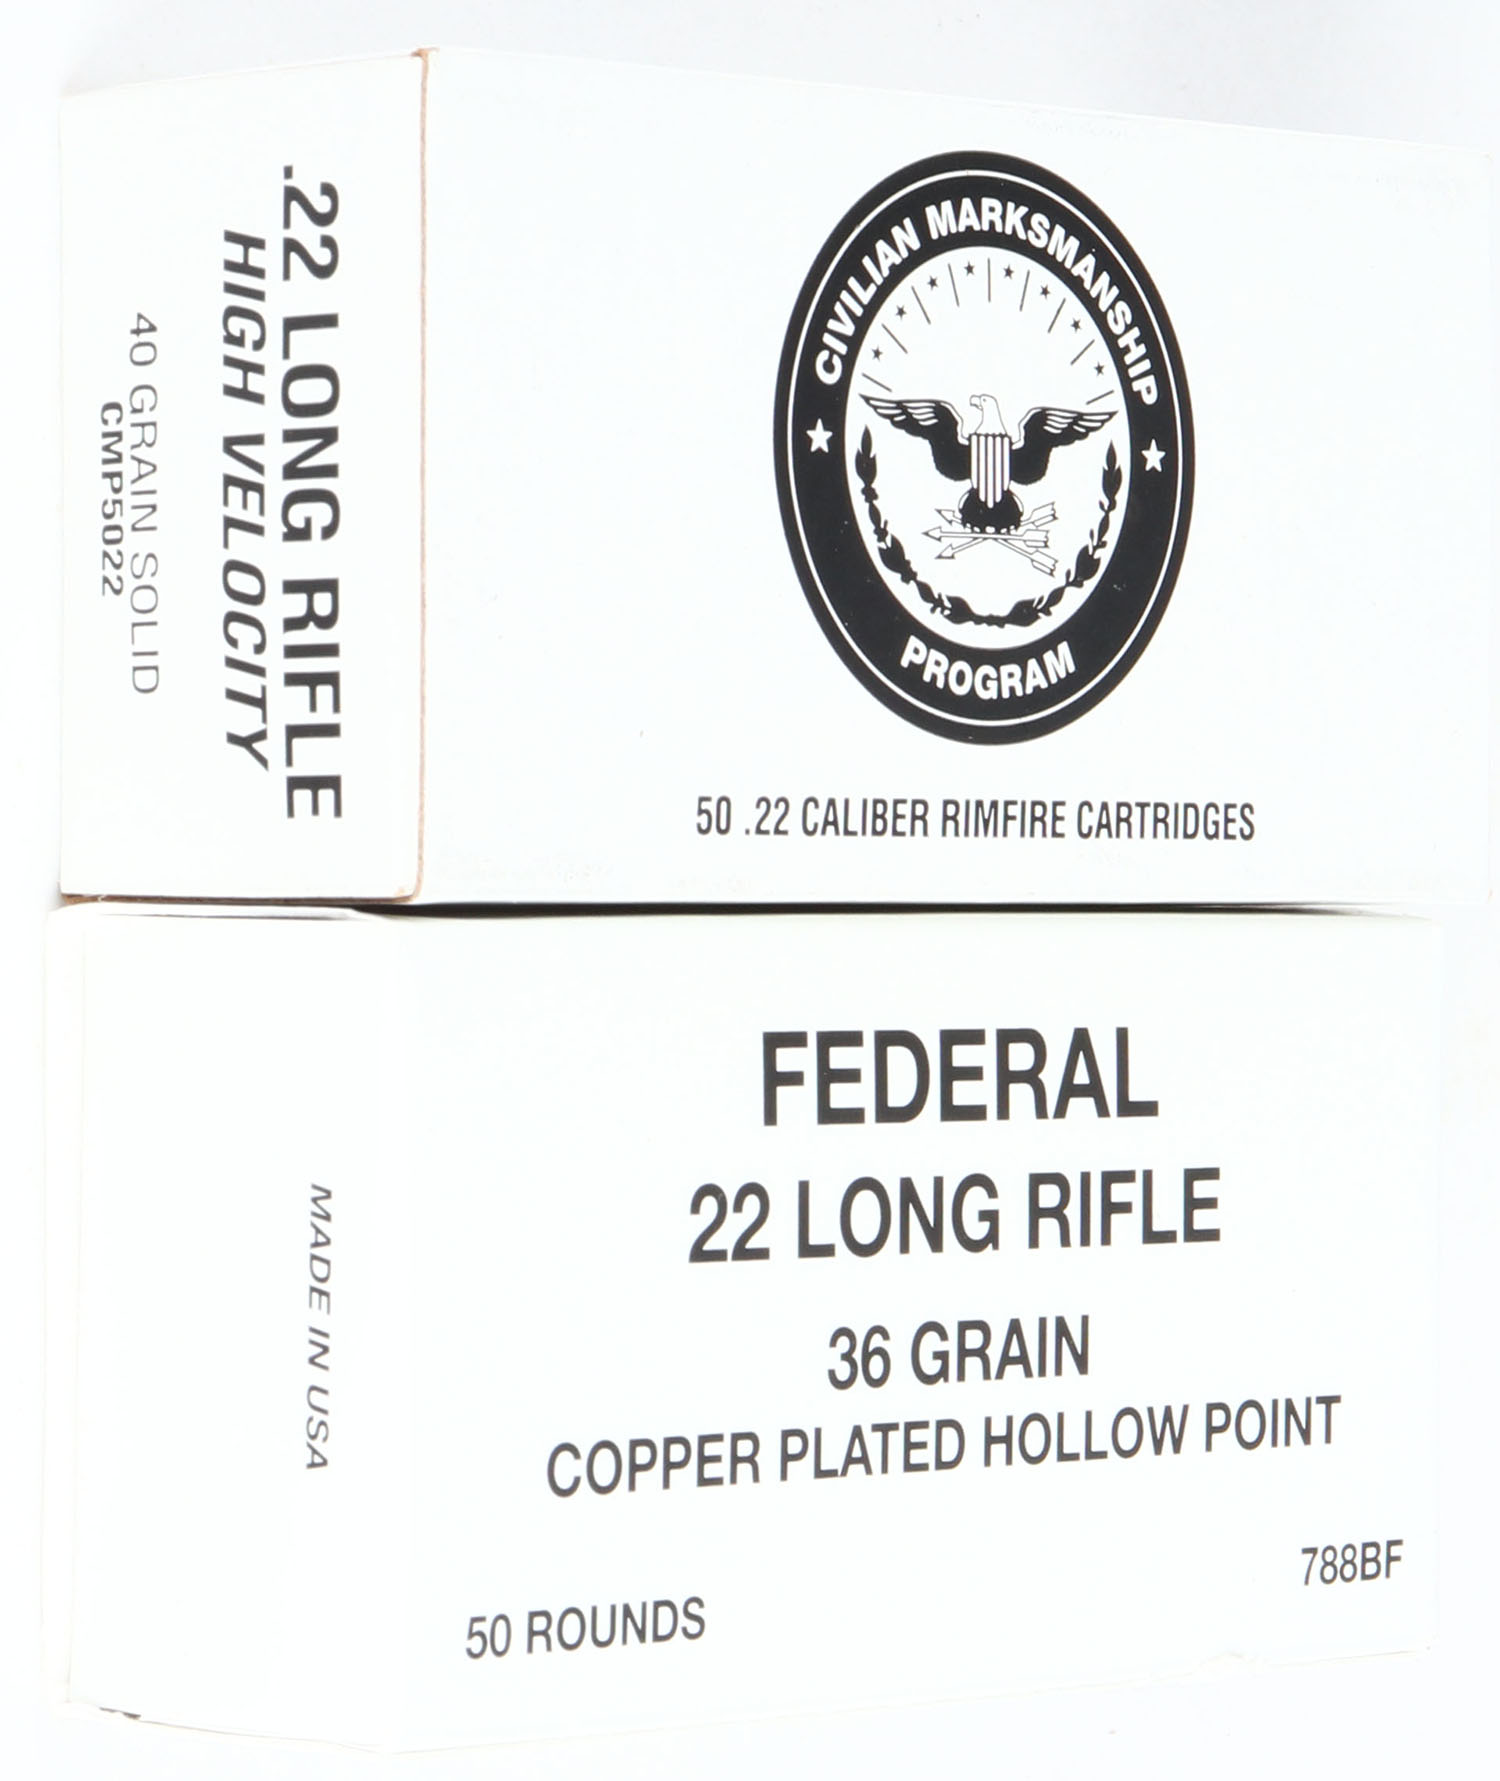 .22 LONG RIFLE
HIGH VELOCITY
40 GRAIN SOLID
CMP5022
CIVILIAN MARKSMANSHIP
PROGRAM
50 .22 CALIBER RIMFIRE CARTRIDGES
MADE IN USA
FEDERAL
22 LONG RIFLE
36 GRAIN
COPPER PLATED HOLLOW POINT
788BF
50 ROUNDS